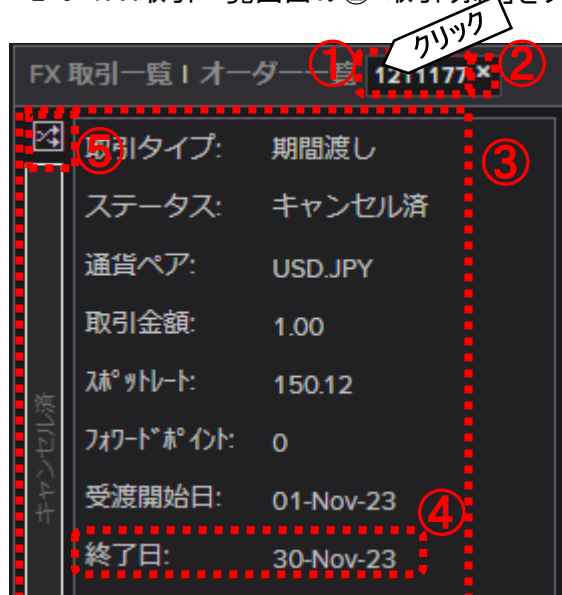 クリック
① ②
FX 取引一覧 I オーダー一覧 1211177 ×
⑤ ③
取引タイプ: 期間渡し
ステータス: キャンセル済
通貨ペア: USD.JPY
取引金額: 1.00
ｽﾎﾟｯﾄﾚｰﾄ: 150.12
ﾌｫﾜｰﾄﾞﾎﾟｲﾝﾄ: 0
キャンセル済
受渡開始日: 01-Nov-23
④
終了日: 30-Nov-23